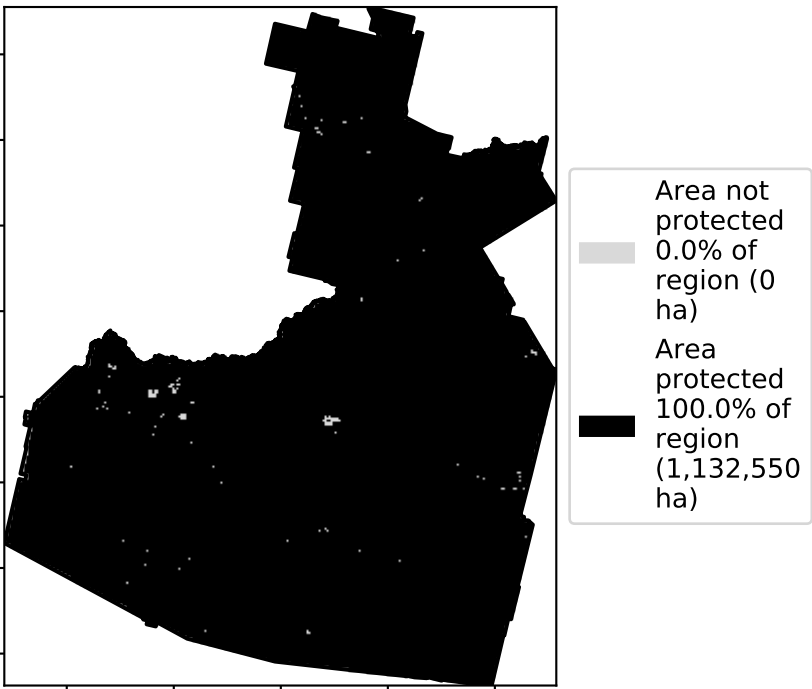 Area not
protected
0.0% of
region (0
ha)
Area
protected
100.0% of
region
(1,132,550
ha)